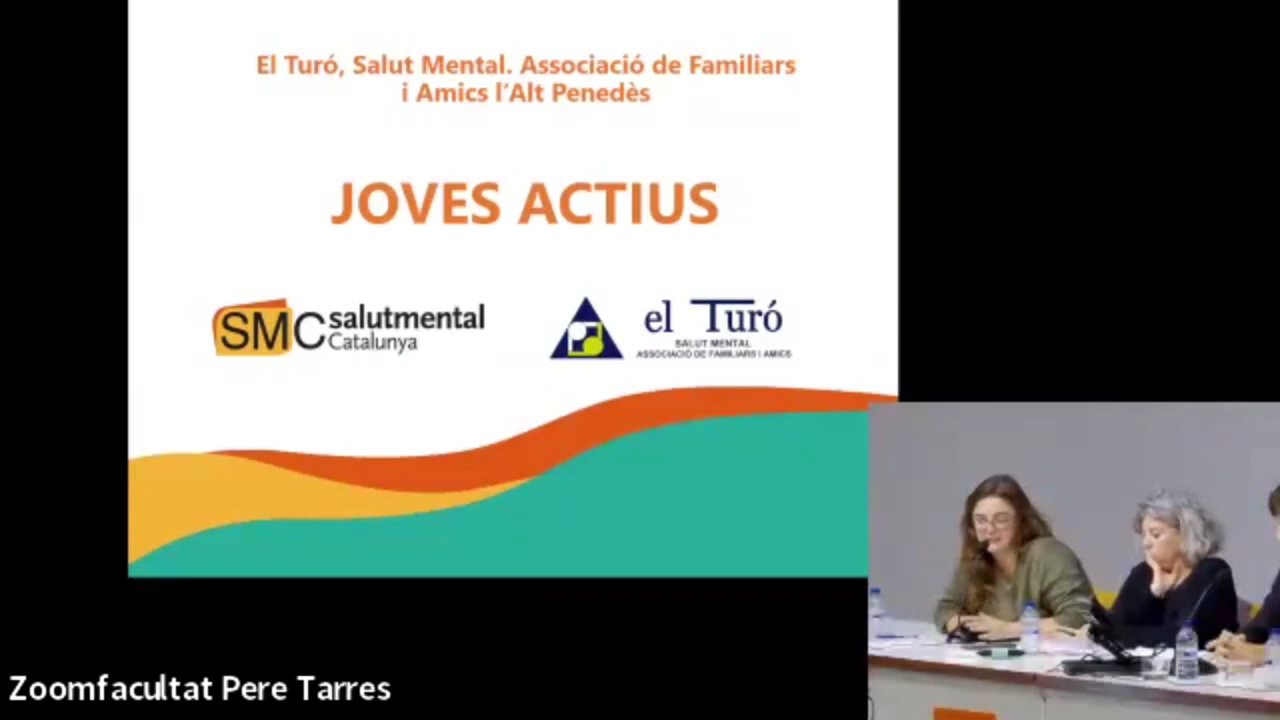 El Turó, Salut Mental. Associació de Familiars
i Amics l'Alt Penedès
JOVES ACTIUS
SMC salutmental
Catalunya
el Turó
SALUT MENTAL
ASSOCIACIÓ DE FAMILIARS I AMICS
Zoomfacultat Pere Tarres